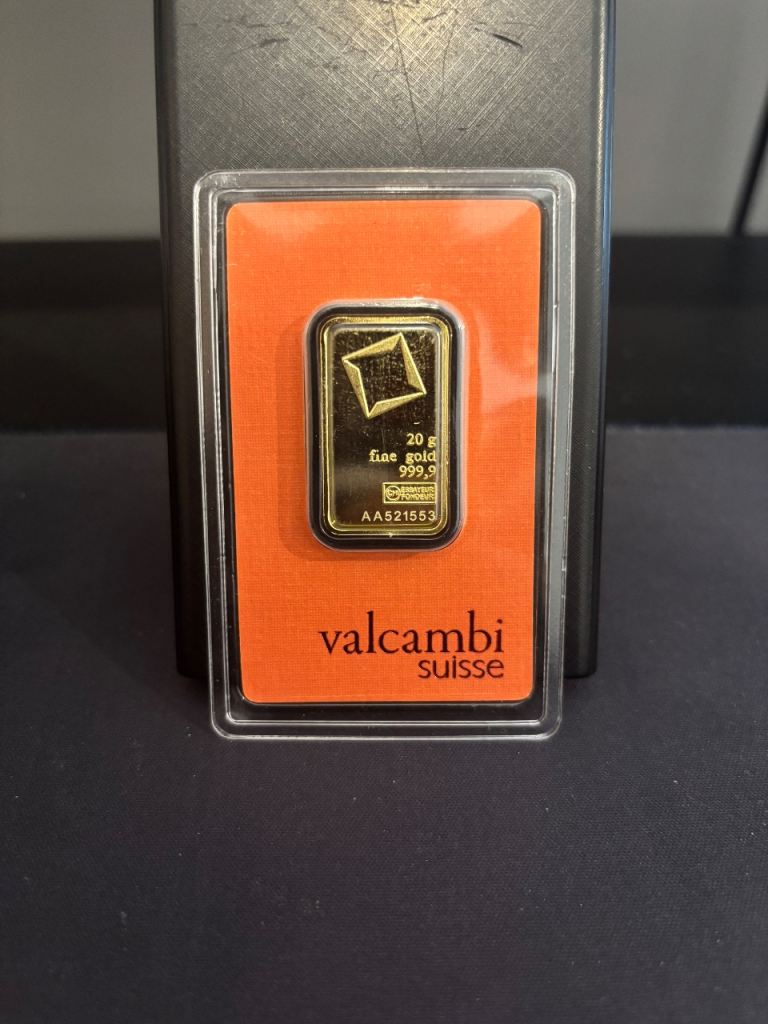 20 g
fine gold
999,9
ESSAYEUR
FONDEUR
AA521553
valcambi
suisse